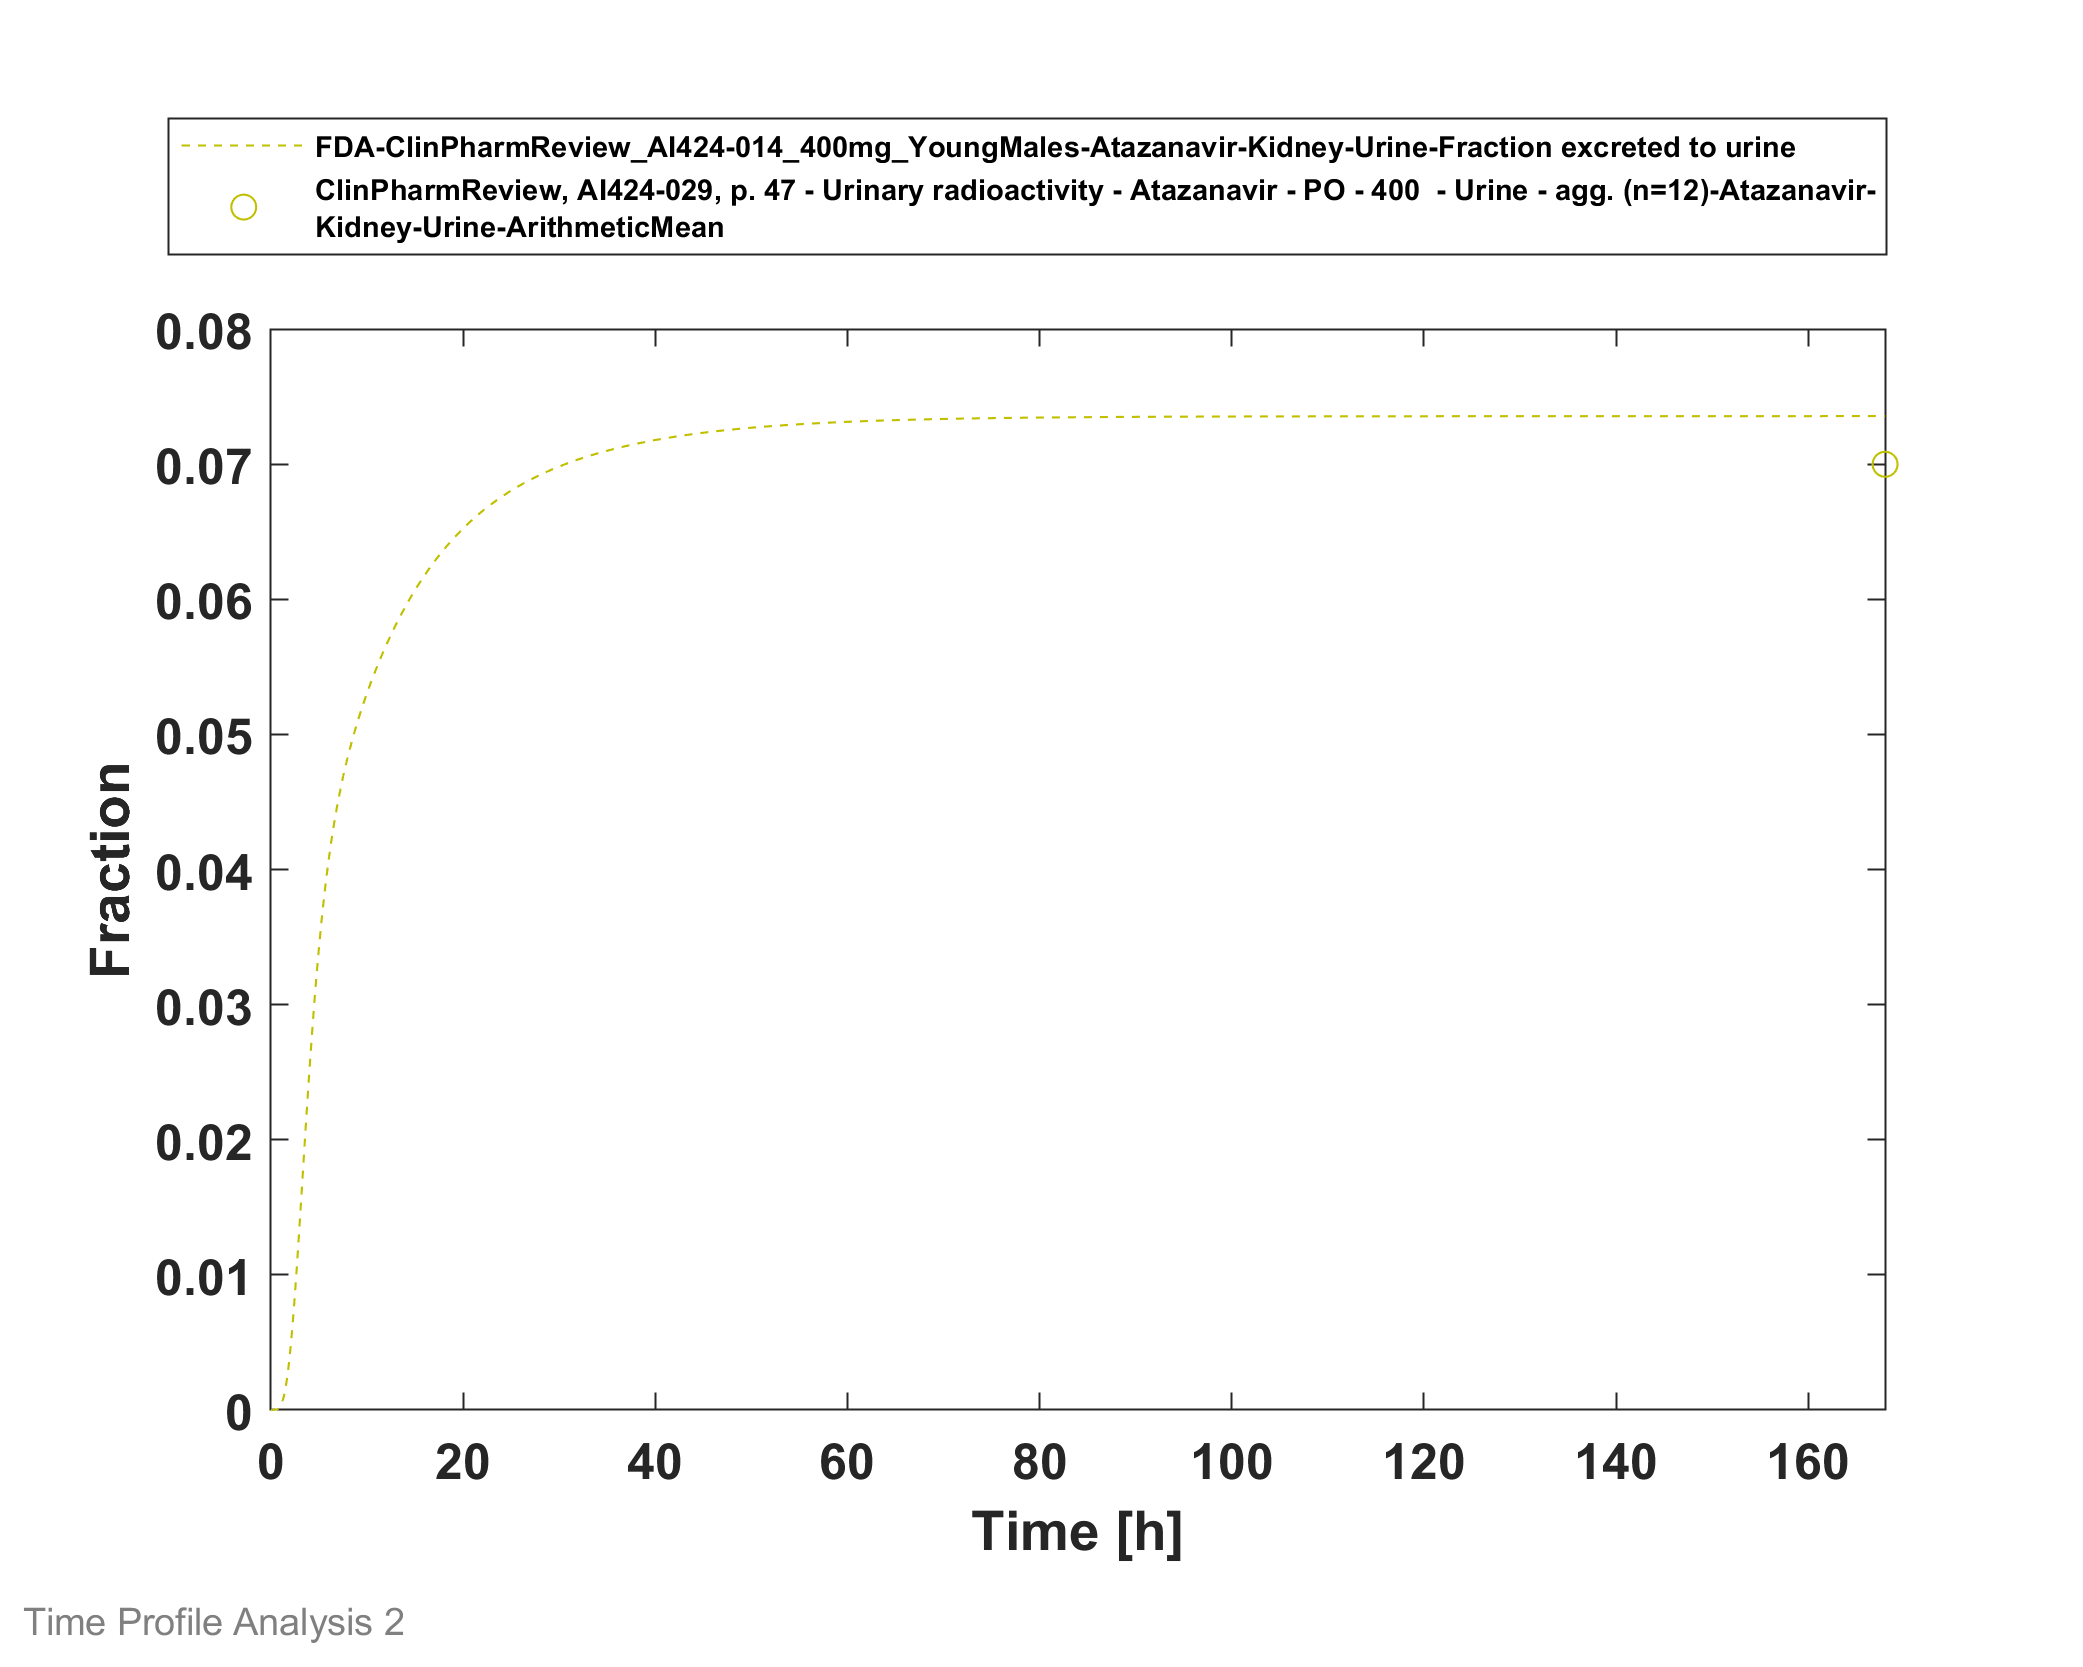 FDA-ClinPharmReview_AI424-014_400mg_YoungMales-Atazanavir-Kidney-Urine-Fraction excreted to urine
ClinPharmReview, AI424-029, p. 47 - Urinary radioactivity - Atazanavir - PO - 400  - Urine - agg. (n=12)-Atazanavir-
Kidney-Urine-ArithmeticMean
0.08
0.07
0.06
0.05
0.04
0.03
0.02
0.01
0
Fraction
0 20 40 60 80 100 120 140 160
Time [h]
Time Profile Analysis 2